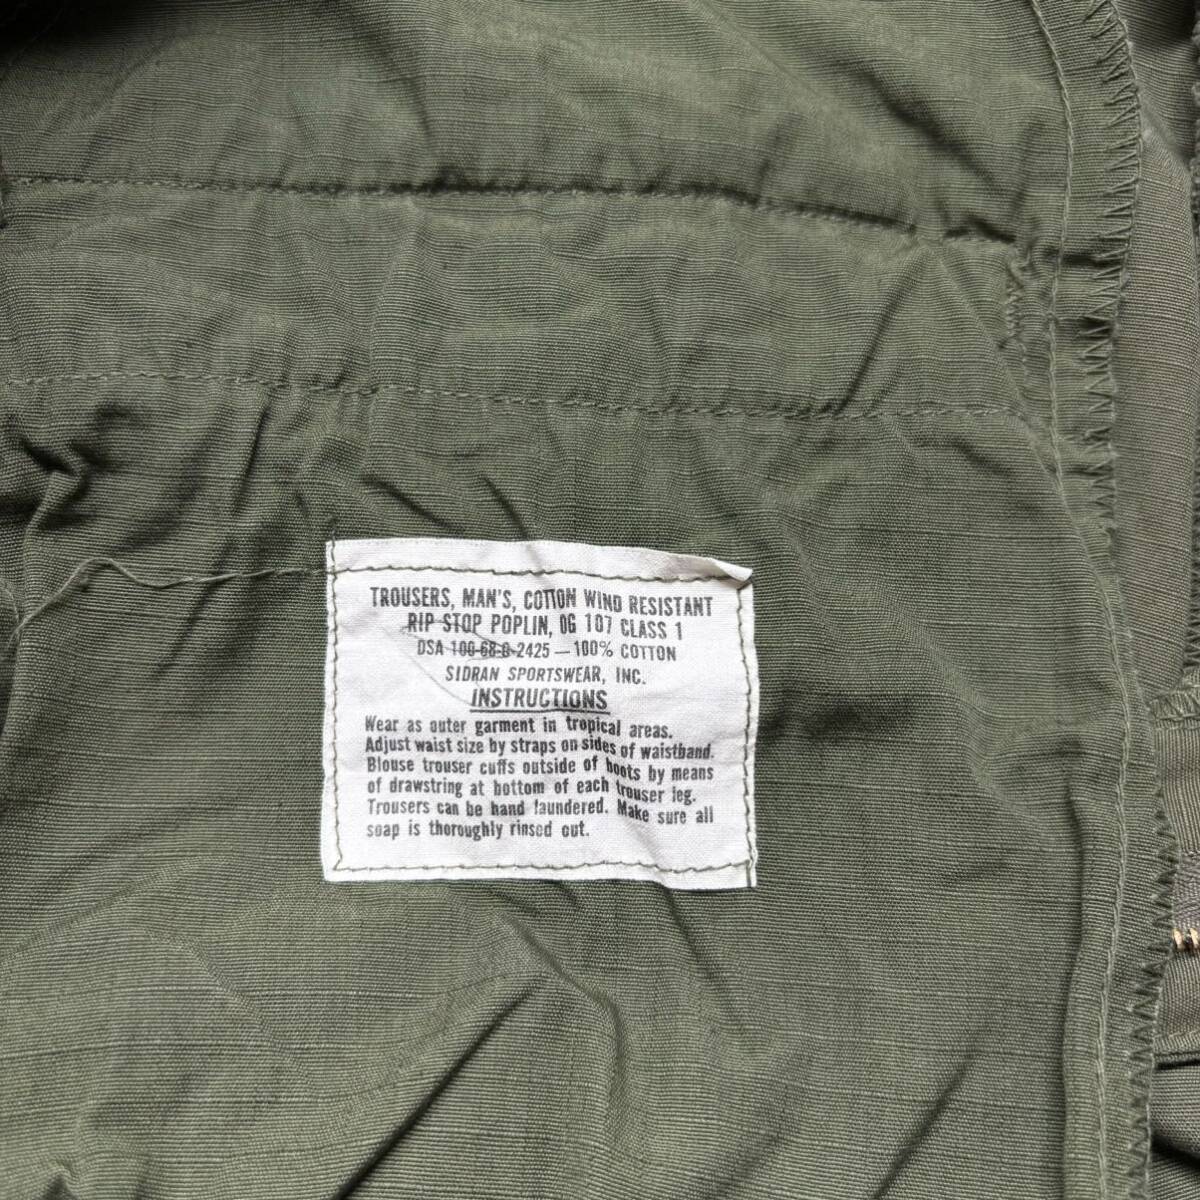 TROUSERS, MAN'S, COTTON WIND RESISTANT
RIP STOP POPLIN, OG 107 CLASS 1
DSA 100-68-C-2425 — 100% COTTON
SIDRAN SPORTSWEAR, INC.
INSTRUCTIONS
Wear as outer garment in tropical areas.
Adjust waist size by straps on sides of waistband.
Blouse trouser cuffs outside of boots by means
of drawstring at bottom of each trouser leg.
Trousers can be hand laundered. Make sure all
soap is thoroughly rinsed out.